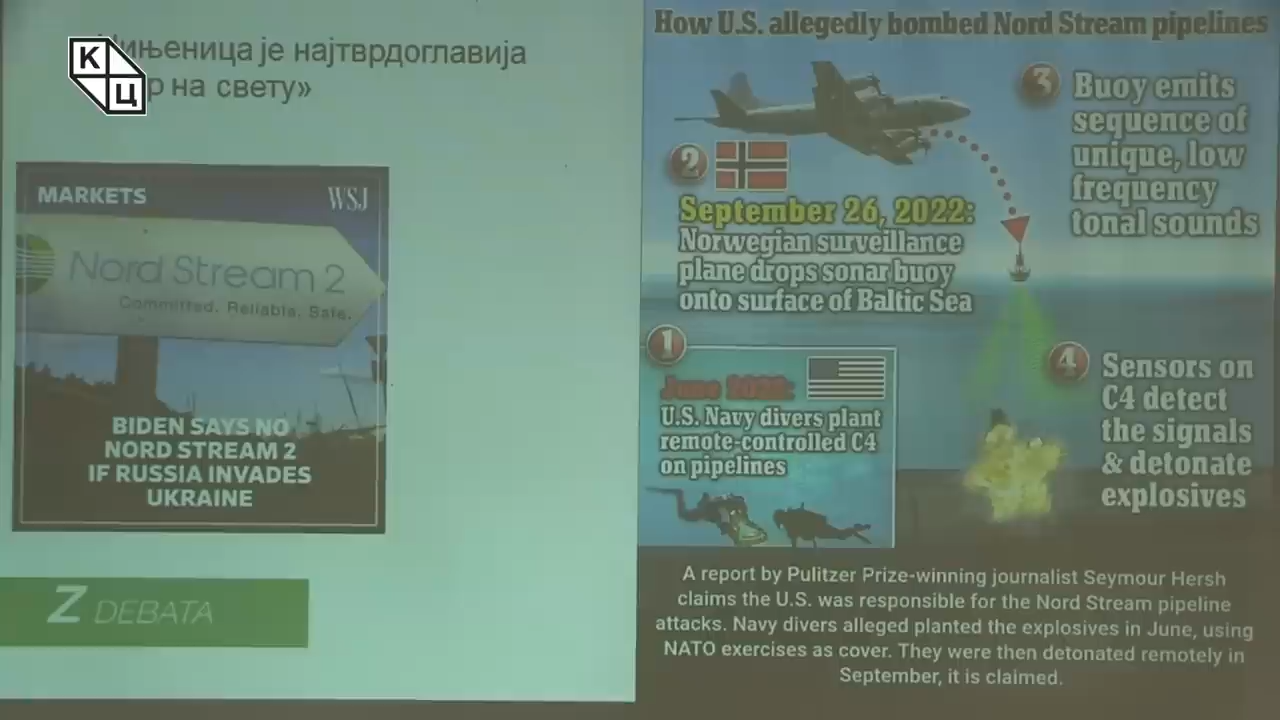 К
Ц
Чињеница је најтврдоглавија
на свету»
MARKETS
WSJ
Nord Stream 2
Committed. Reliable. Safe.
BIDEN SAYS NO
NORD STREAM 2
IF RUSSIA INVADES
UKRAINE
Z DEBATA
How U.S. allegedly bombed Nord Stream pipelines
1
June 2022:
U.S. Navy divers plant
remote-controlled C4
on pipelines
2
September 26, 2022:
Norwegian surveillance
plane drops sonar buoy
onto surface of Baltic Sea
3
Buoy emits
sequence of
unique, low
frequency
tonal sounds
4
Sensors on
C4 detect
the signals
& detonate
explosives
A report by Pulitzer Prize-winning journalist Seymour Hersh
claims the U.S. was responsible for the Nord Stream pipeline
attacks. Navy divers alleged planted the explosives in June, using
NATO exercises as cover. They were then detonated remotely in
September, it is claimed.